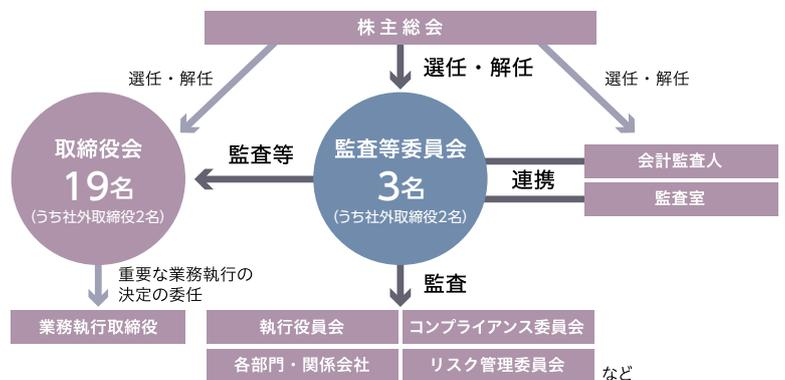 株主総会
選任・解任
選任・解任
選任・解任
取締役会
19名
(うち社外取締役2名)
監査等
監査等委員会
3名
(うち社外取締役2名)
連携
会計監査人
監査室
重要な業務執行の
決定の委任
監査
業務執行取締役
執行役員会
コンプライアンス委員会
各部門・関係会社
リスク管理委員会
など